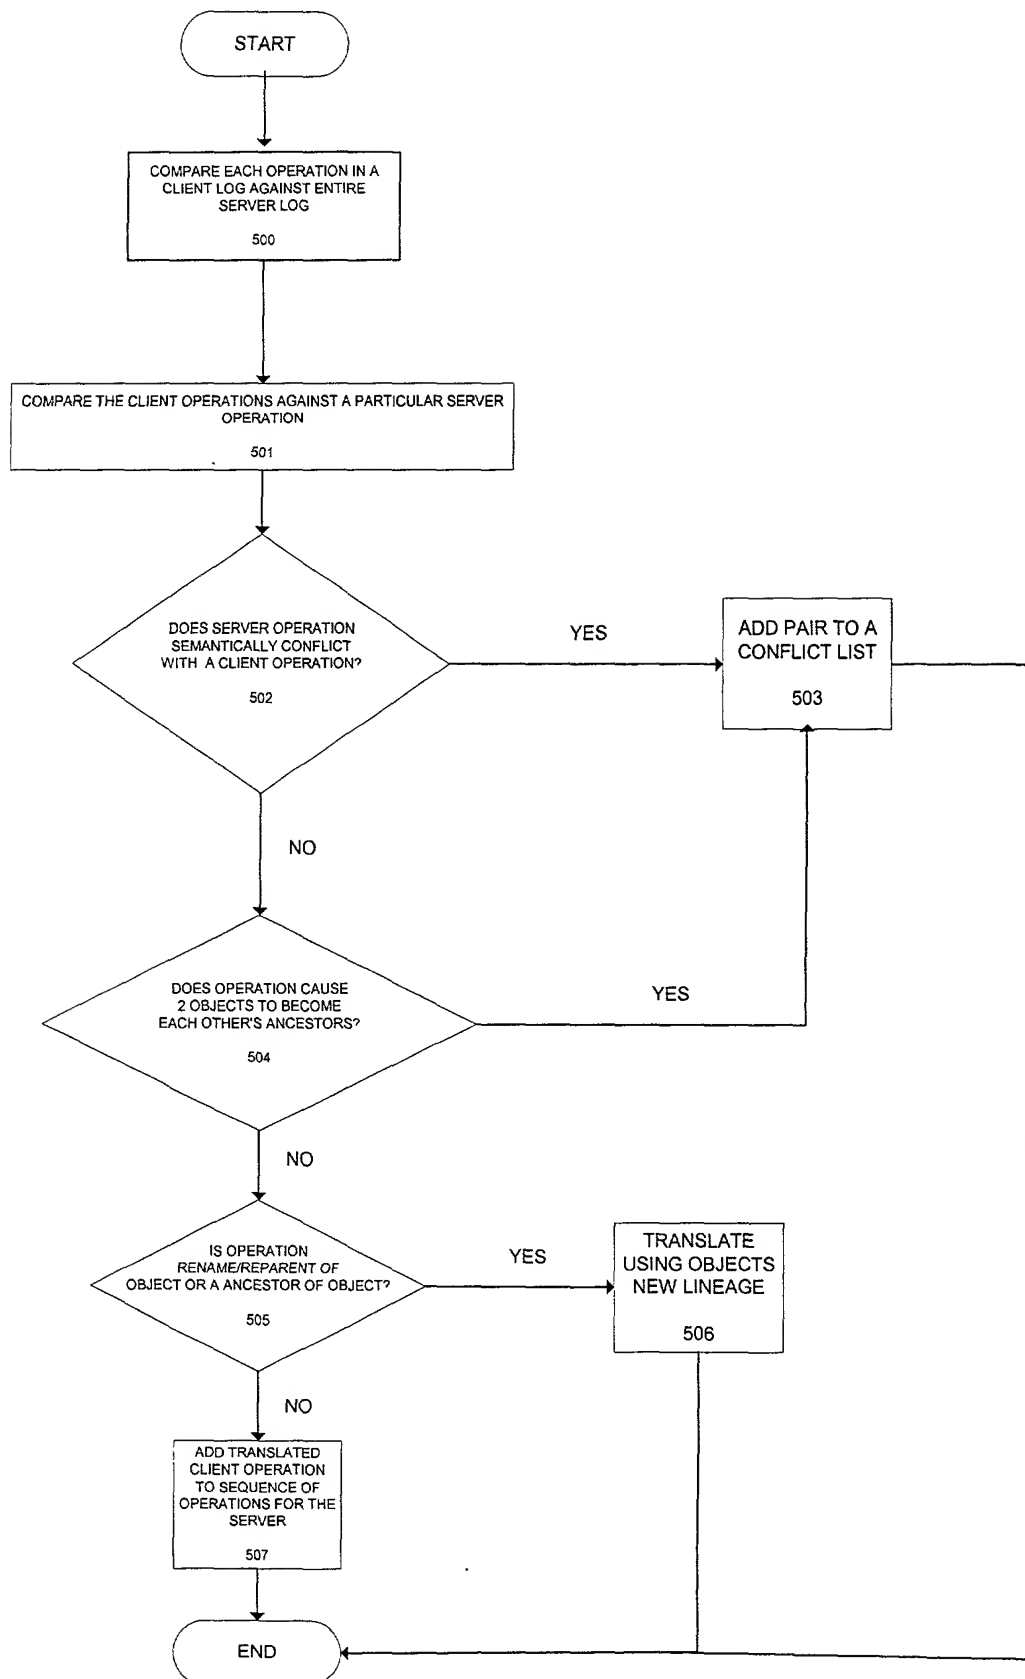 START
COMPARE EACH OPERATION IN A
CLIENT LOG AGAINST ENTIRE
SERVER LOG
500
COMPARE THE CLIENT OPERATIONS AGAINST A PARTICULAR SERVER
OPERATION
501
DOES SERVER OPERATION
SEMANTICALLY CONFLICT
WITH A CLIENT OPERATION?
502
YES
ADD PAIR TO A
CONFLICT LIST
503
NO
DOES OPERATION CAUSE
2 OBJECTS TO BECOME
EACH OTHER'S ANCESTORS?
504
YES
NO
IS OPERATION
RENAME/REPARENT OF
OBJECT OR A ANCESTOR OF OBJECT?
505
YES
TRANSLATE
USING OBJECTS
NEW LINEAGE
506
NO
ADD TRANSLATED
CLIENT OPERATION
TO SEQUENCE OF
OPERATIONS FOR THE
SERVER
507
END